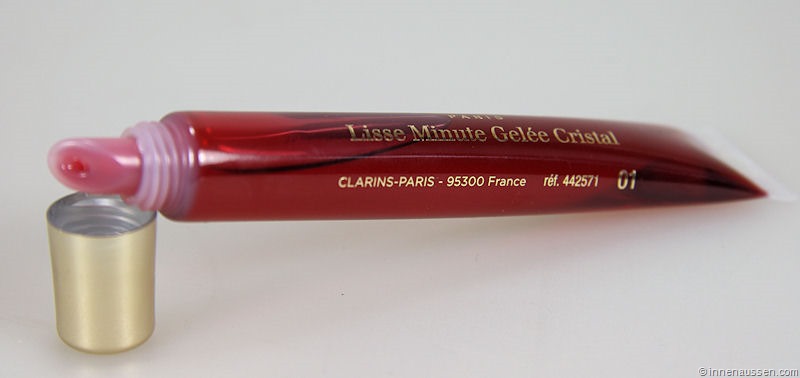 PARIS
Lisse Minute Gelée Cristal
CLARINS-PARIS - 95300 France réf. 442571 01
©innenaussen.com